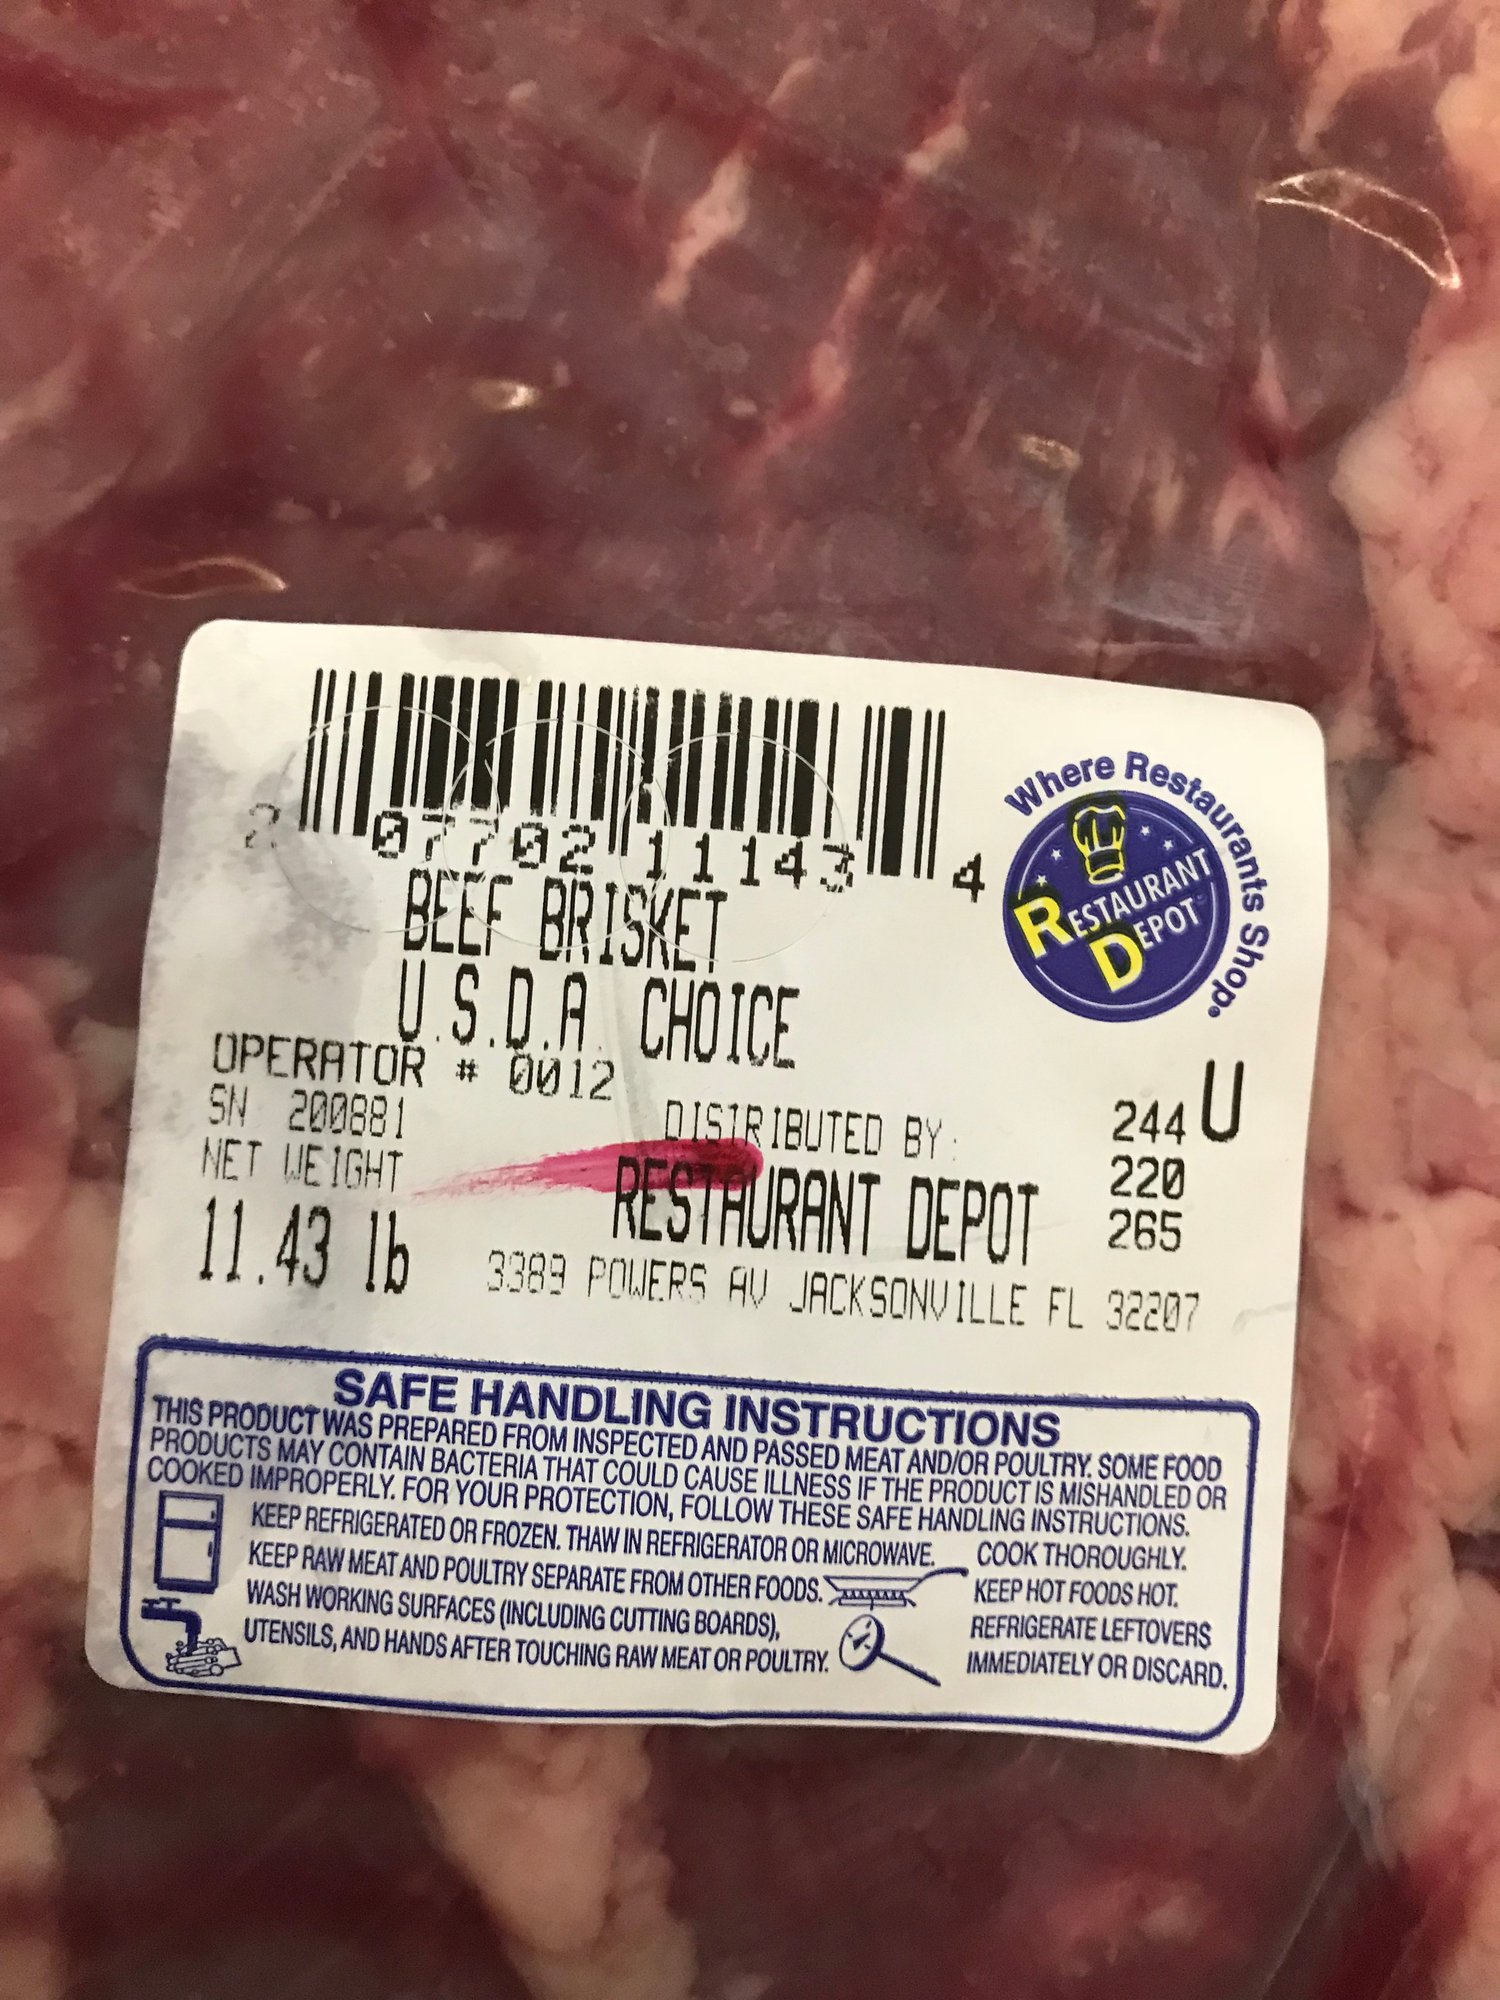 2 07702 11143 4
BEEF BRISKET
U.S.D.A. CHOICE
Where Restaurants Shop®
RESTAURANT DEPOT
OPERATOR # 0012
SN 200881
NET WEIGHT
11.43 lb
DISTRIBUTED BY:
RESTAURANT DEPOT
3389 POWERS AV JACKSONVILLE FL 32207
244 U
220
265
SAFE HANDLING INSTRUCTIONS
THIS PRODUCT WAS PREPARED FROM INSPECTED AND PASSED MEAT AND/OR POULTRY. SOME FOOD
PRODUCTS MAY CONTAIN BACTERIA THAT COULD CAUSE ILLNESS IF THE PRODUCT IS MISHANDLED OR
COOKED IMPROPERLY. FOR YOUR PROTECTION, FOLLOW THESE SAFE HANDLING INSTRUCTIONS.
KEEP REFRIGERATED OR FROZEN. THAW IN REFRIGERATOR OR MICROWAVE.
KEEP RAW MEAT AND POULTRY SEPARATE FROM OTHER FOODS.
WASH WORKING SURFACES (INCLUDING CUTTING BOARDS),
UTENSILS, AND HANDS AFTER TOUCHING RAW MEAT OR POULTRY.
COOK THOROUGHLY.
KEEP HOT FOODS HOT.
REFRIGERATE LEFTOVERS
IMMEDIATELY OR DISCARD.